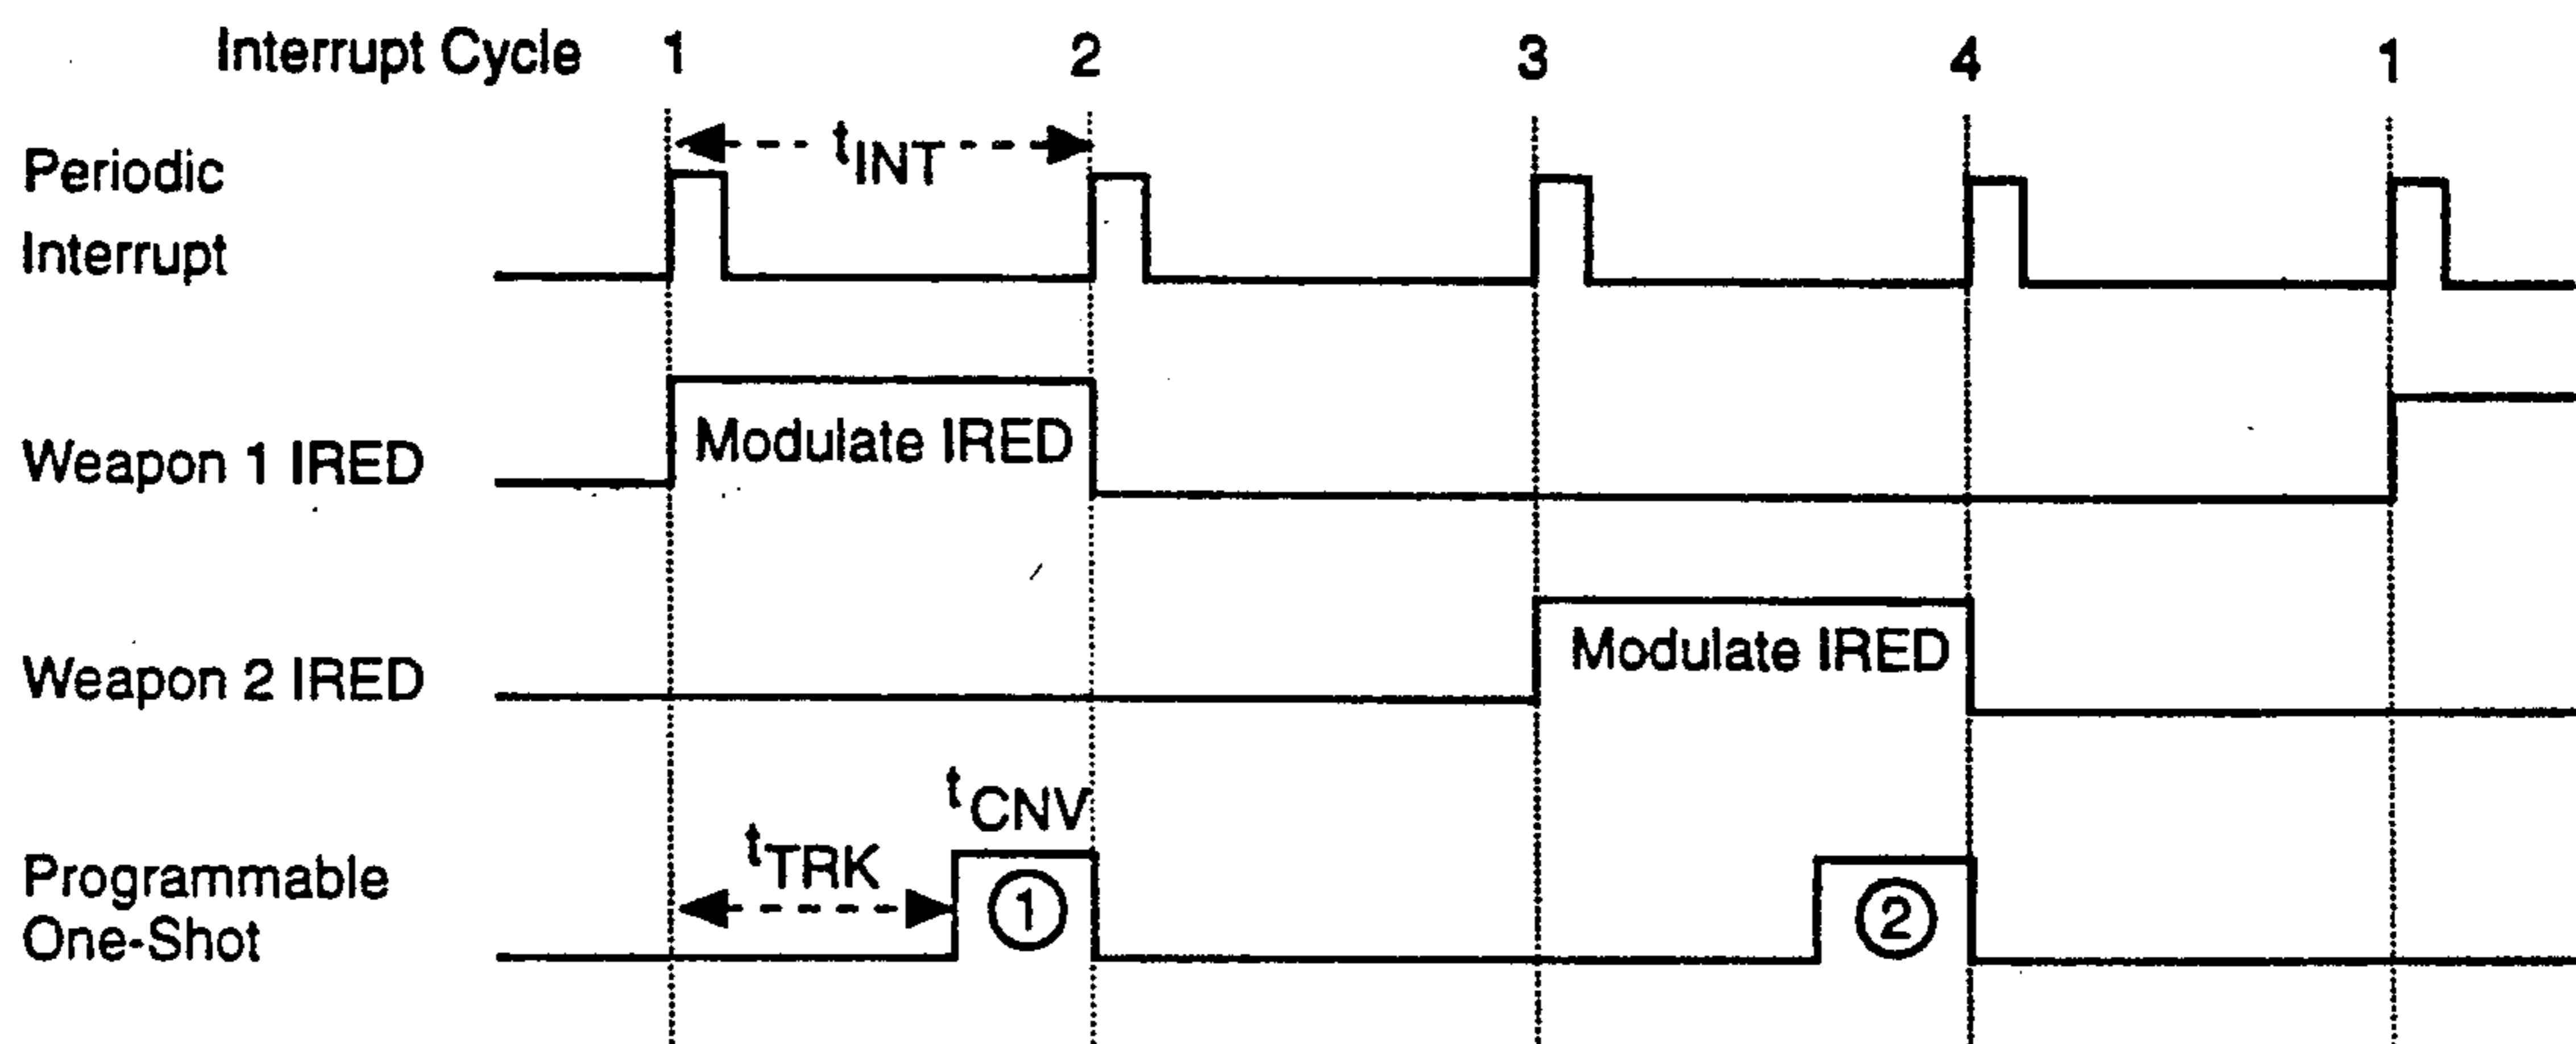 Interrupt Cycle 1 2 3 4 1
Periodic
Interrupt
tINT
Weapon 1 IRED
Modulate IRED
Weapon 2 IRED
Modulate IRED
Programmable
One-Shot
tTRK
tCNV
1
2